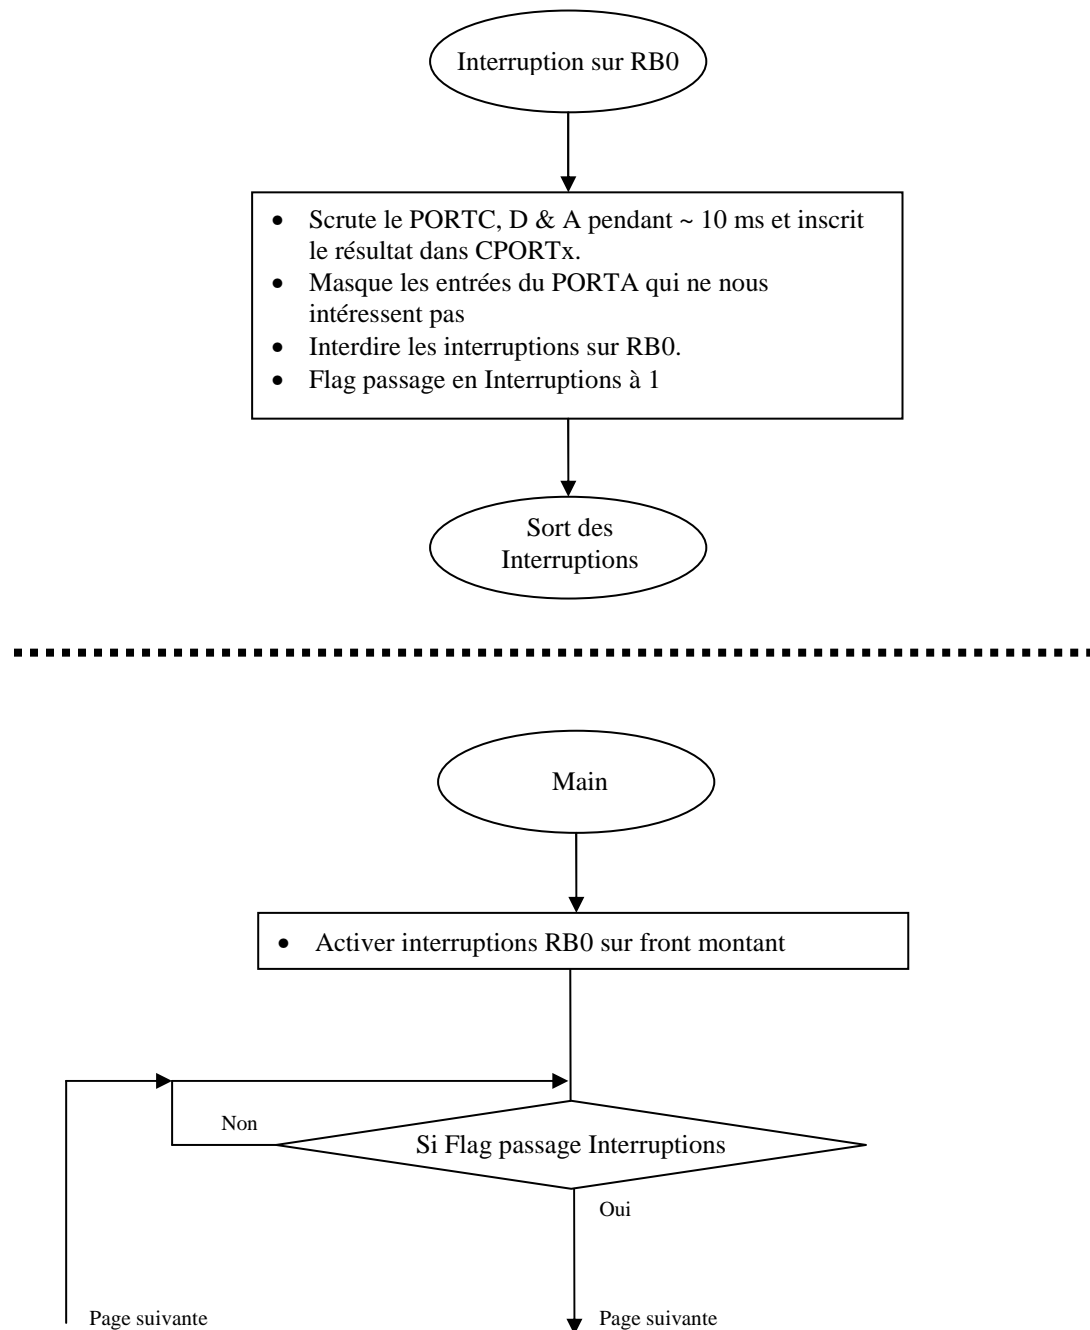 Interruption sur RB0
• Scrute le PORTC, D & A pendant ~ 10 ms et inscrit
le résultat dans CPORTx.
• Masque les entrées du PORTA qui ne nous
intéressent pas
• Interdire les interruptions sur RB0.
• Flag passage en Interruptions à 1
Sort des
Interruptions
Main
• Activer interruptions RB0 sur front montant
Non
Si Flag passage Interruptions
Oui
Page suivante
Page suivante